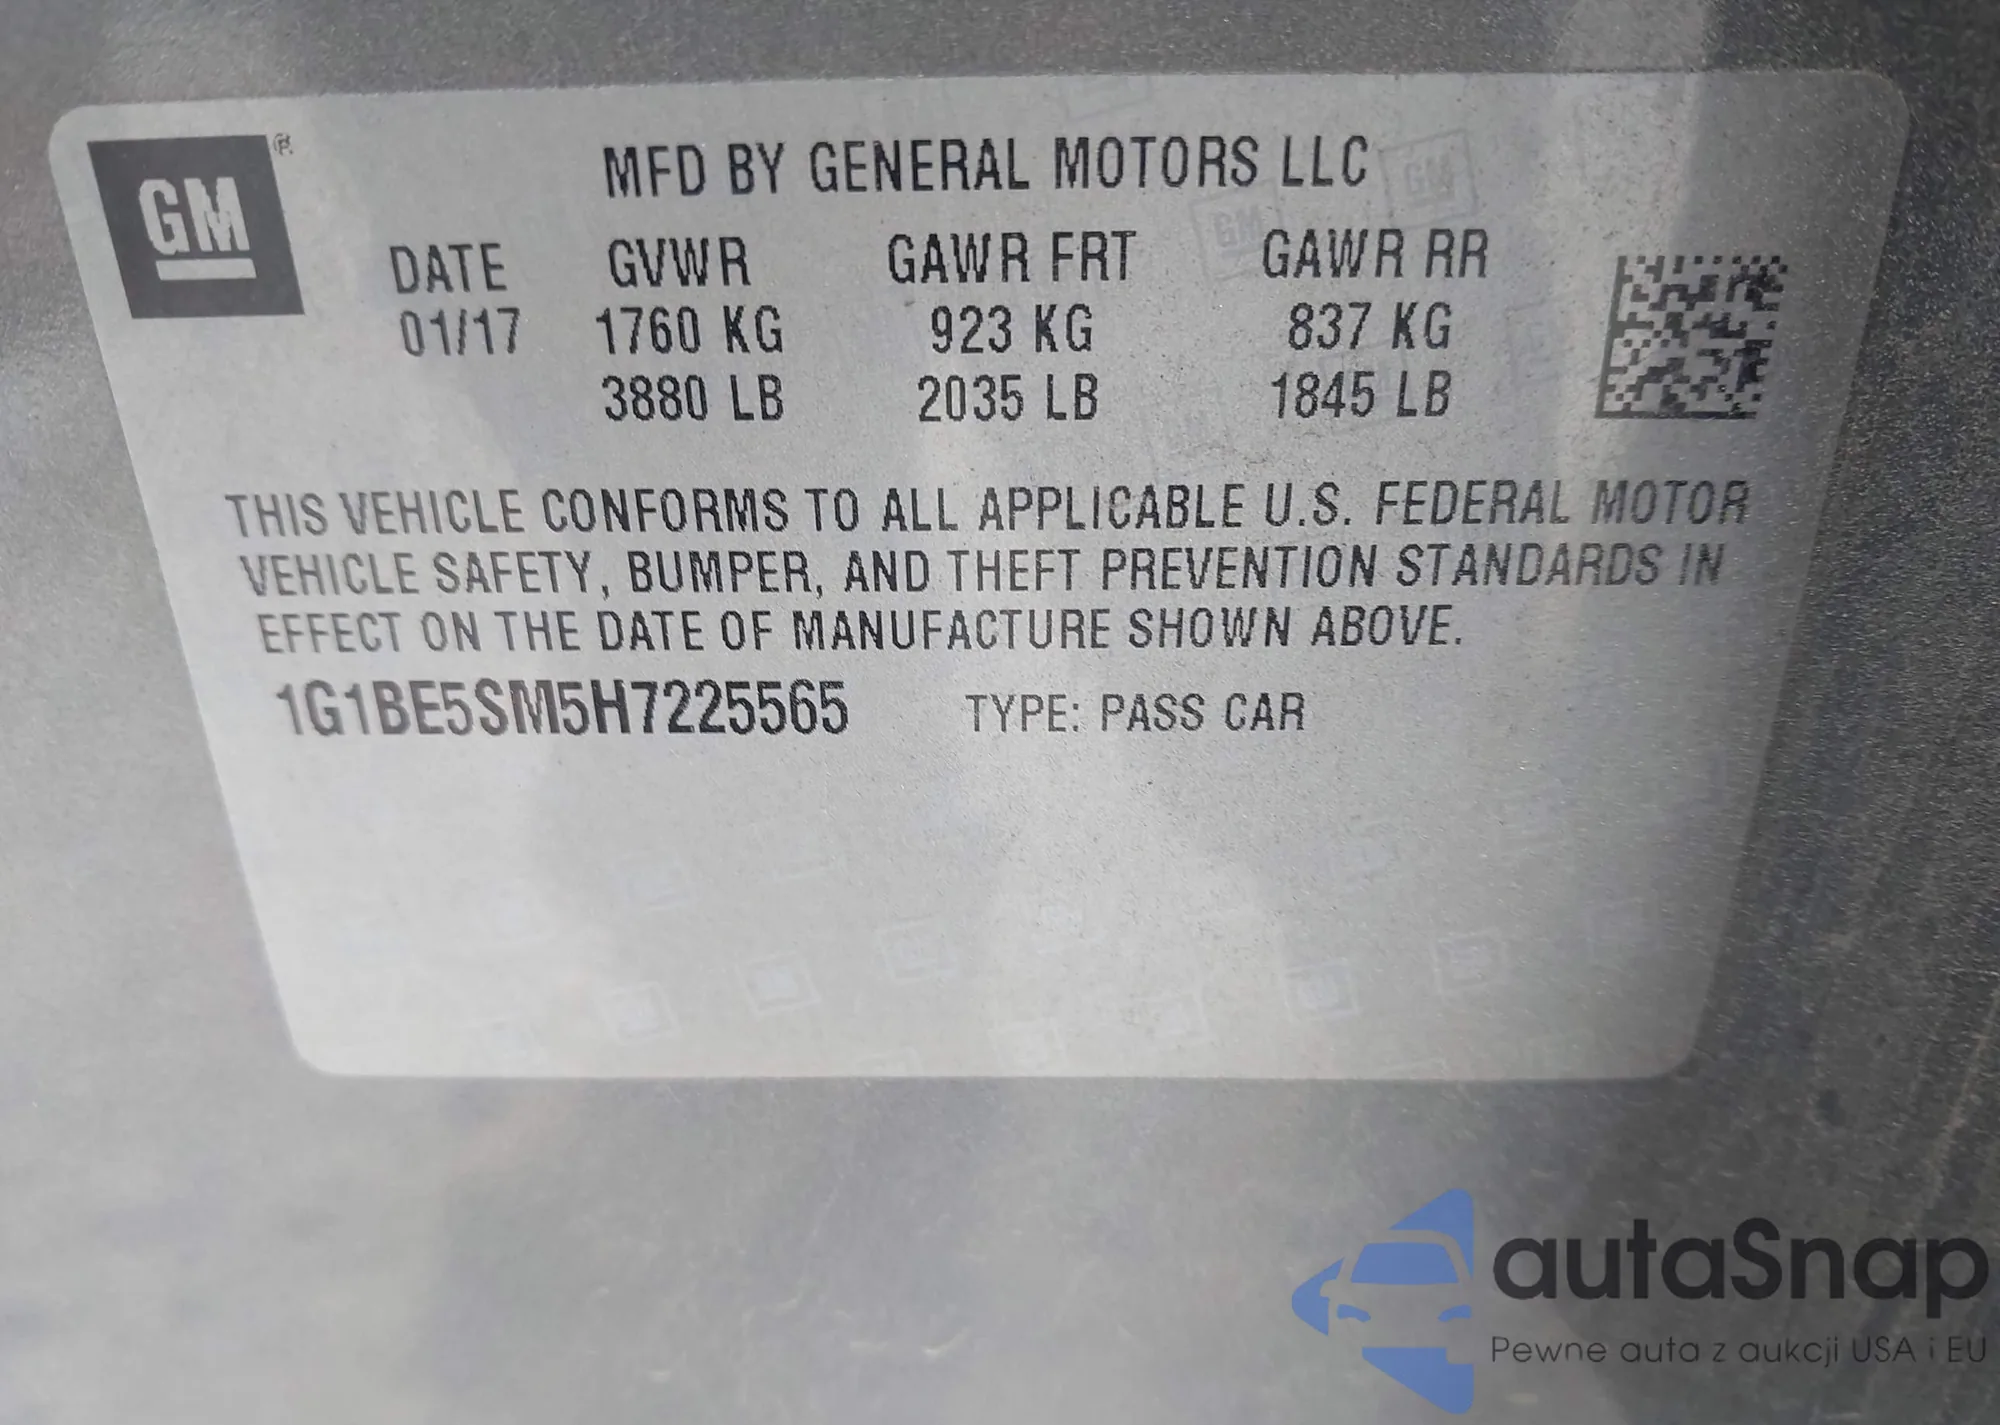 GM®
MFD BY GENERAL MOTORS LLC
DATE GVWR GAWR FRT GAWR RR
01/17 1760 KG 923 KG 837 KG
3880 LB 2035 LB 1845 LB
THIS VEHICLE CONFORMS TO ALL APPLICABLE U.S. FEDERAL MOTOR
VEHICLE SAFETY, BUMPER, AND THEFT PREVENTION STANDARDS IN
EFFECT ON THE DATE OF MANUFACTURE SHOWN ABOVE.
1G1BE5SM5H7225565 TYPE: PASS CAR
autaSnap
Pewne auta z aukcji USA i EU